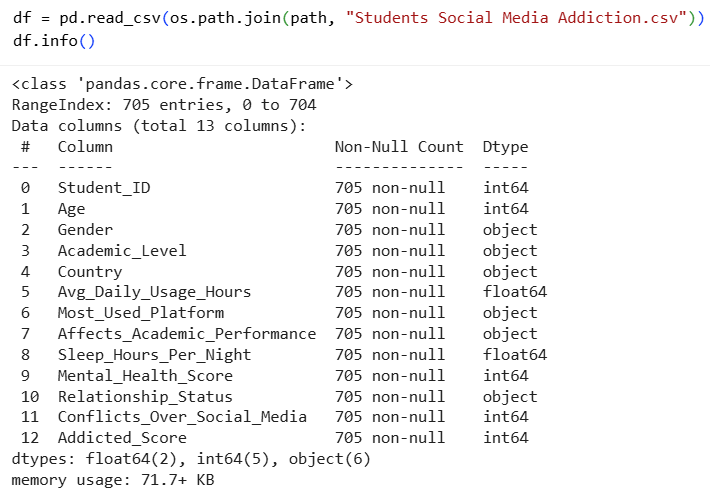 df = pd.read_csv(os.path.join(path, "Students Social Media Addiction.csv"))
df.info()
<class 'pandas.core.frame.DataFrame'>
RangeIndex: 705 entries, 0 to 704
Data columns (total 13 columns):
 #   Column                        Non-Null Count  Dtype
---  ------                        --------------  -----
 0   Student_ID                    705 non-null    int64
 1   Age                           705 non-null    int64
 2   Gender                        705 non-null    object
 3   Academic_Level                705 non-null    object
 4   Country                       705 non-null    object
 5   Avg_Daily_Usage_Hours         705 non-null    float64
 6   Most_Used_Platform            705 non-null    object
 7   Affects_Academic_Performance  705 non-null    object
 8   Sleep_Hours_Per_Night         705 non-null    float64
 9   Mental_Health_Score           705 non-null    int64
 10  Relationship_Status           705 non-null    object
 11  Conflicts_Over_Social_Media   705 non-null    int64
 12  Addicted_Score                705 non-null    int64
dtypes: float64(2), int64(5), object(6)
memory usage: 71.7+ KB